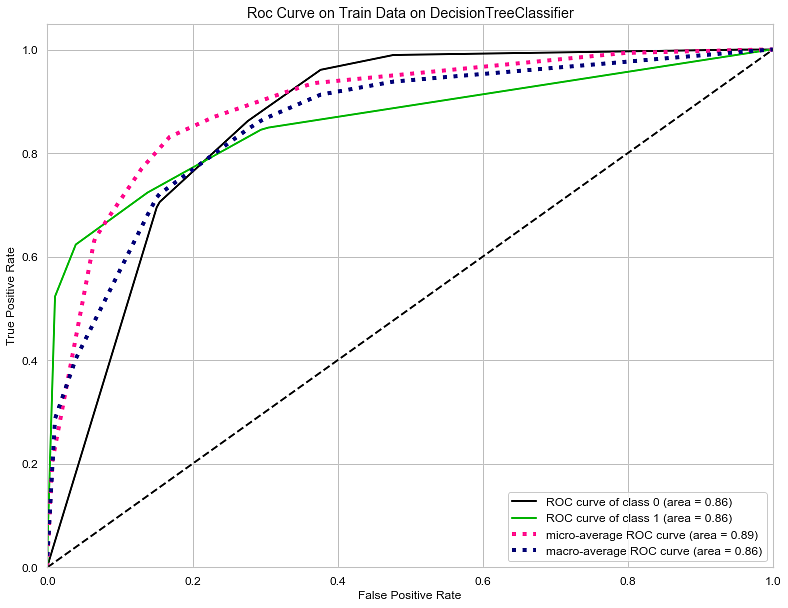 Roc Curve on Train Data on DecisionTreeClassifier
1.0
0.8
0.6
0.4
0.2
0.0
True Positive Rate
0.0 0.2 0.4 0.6 0.8 1.0
False Positive Rate
ROC curve of class 0 (area = 0.86)
ROC curve of class 1 (area = 0.86)
micro-average ROC curve (area = 0.89)
macro-average ROC curve (area = 0.86)